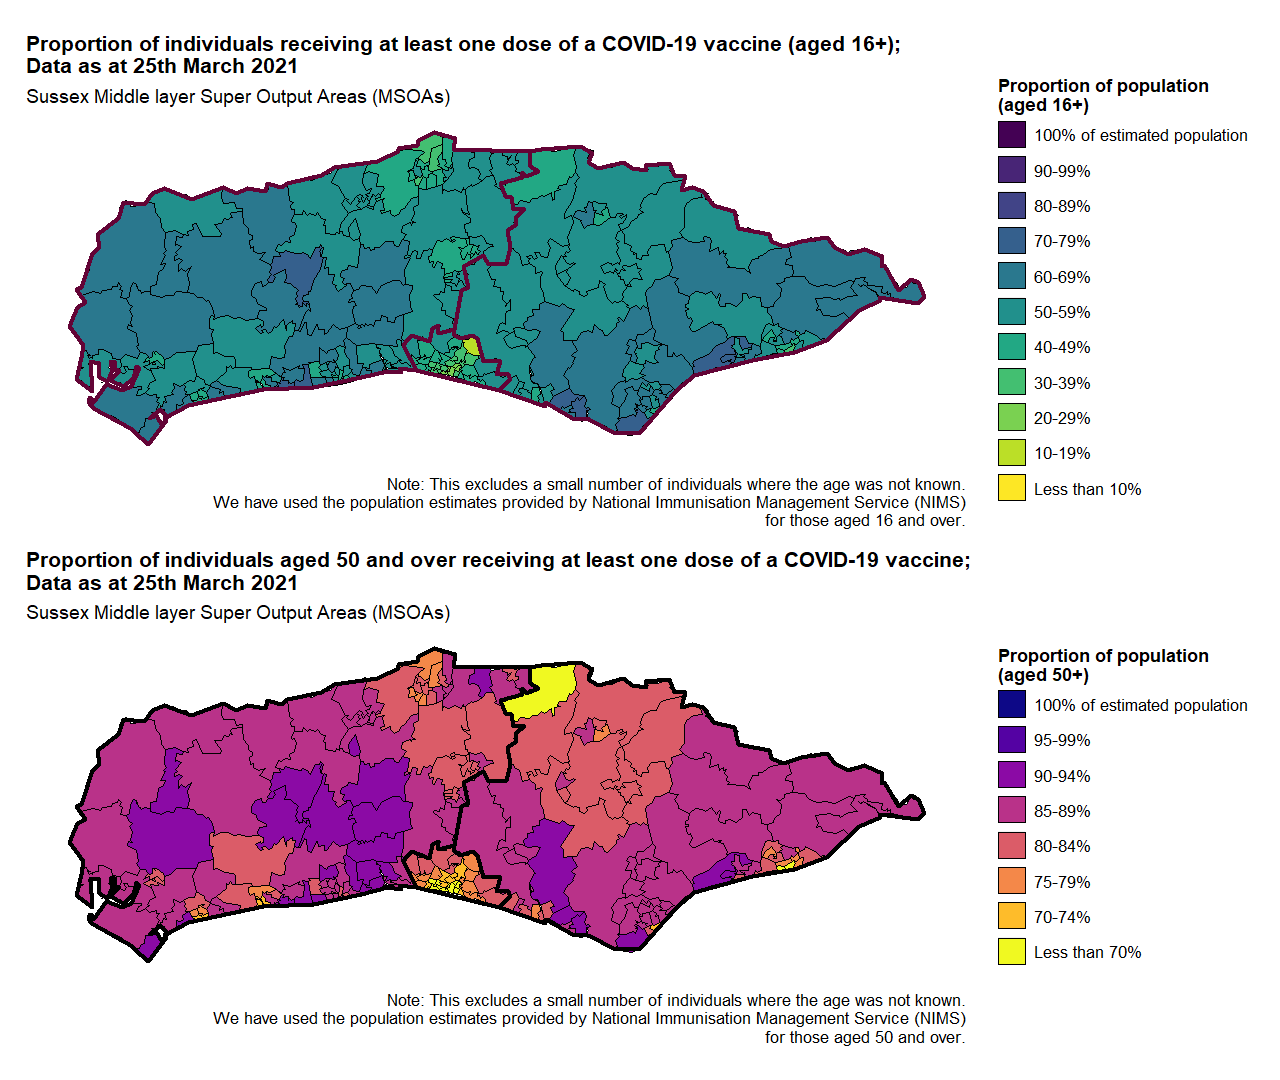 Proportion of individuals receiving at least one dose of a COVID-19 vaccine (aged 16+);
Data as at 25th March 2021
Sussex Middle layer Super Output Areas (MSOAs)
Proportion of population
(aged 16+)
100% of estimated population
90-99%
80-89%
70-79%
60-69%
50-59%
40-49%
30-39%
20-29%
10-19%
Less than 10%
Note: This excludes a small number of individuals where the age was not known.
We have used the population estimates provided by National Immunisation Management Service (NIMS)
for those aged 16 and over.
Proportion of individuals aged 50 and over receiving at least one dose of a COVID-19 vaccine;
Data as at 25th March 2021
Sussex Middle layer Super Output Areas (MSOAs)
Proportion of population
(aged 50+)
100% of estimated population
95-99%
90-94%
85-89%
80-84%
75-79%
70-74%
Less than 70%
Note: This excludes a small number of individuals where the age was not known.
We have used the population estimates provided by National Immunisation Management Service (NIMS)
for those aged 50 and over.